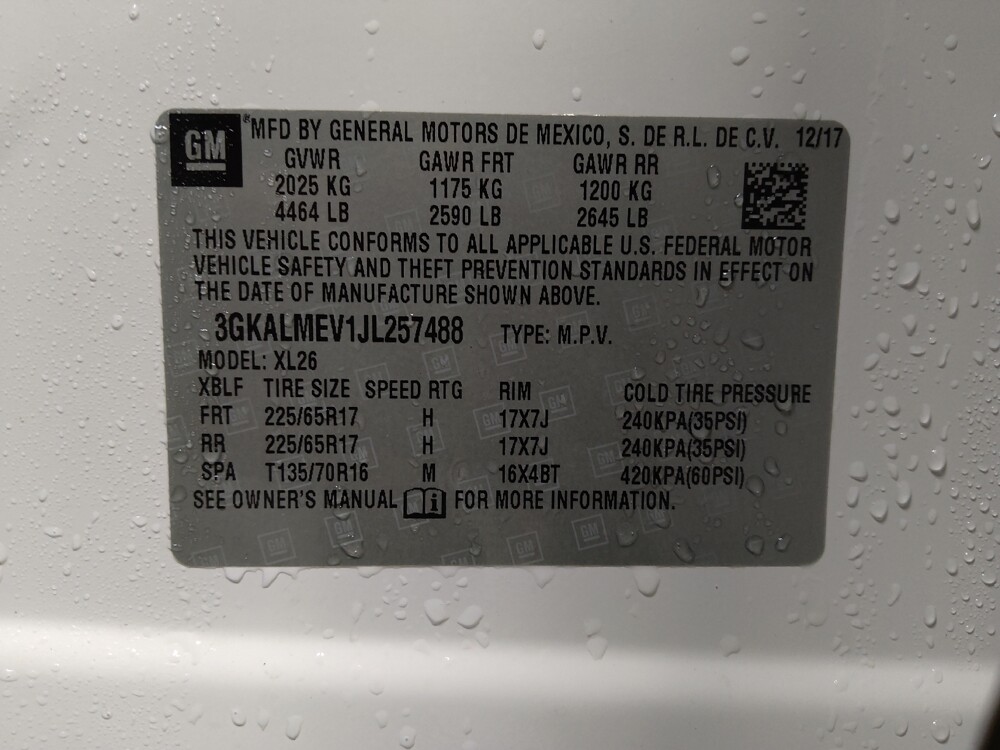 GM ® MFD BY GENERAL MOTORS DE MEXICO, S. DE R.L. DE C.V. 12/17
GVWR GAWR FRT GAWR RR
2025 KG 1175 KG 1200 KG
4464 LB 2590 LB 2645 LB
THIS VEHICLE CONFORMS TO ALL APPLICABLE U.S. FEDERAL MOTOR
VEHICLE SAFETY AND THEFT PREVENTION STANDARDS IN EFFECT ON
THE DATE OF MANUFACTURE SHOWN ABOVE.
3GKALMEV1JL257488 TYPE: M.P.V.
MODEL: XL26
XBLF TIRE SIZE SPEED RTG RIM COLD TIRE PRESSURE
FRT 225/65R17 H 17X7J 240KPA(35PSI)
RR 225/65R17 H 17X7J 240KPA(35PSI)
SPA T135/70R16 M 16X4BT 420KPA(60PSI)
SEE OWNER'S MANUAL i FOR MORE INFORMATION.